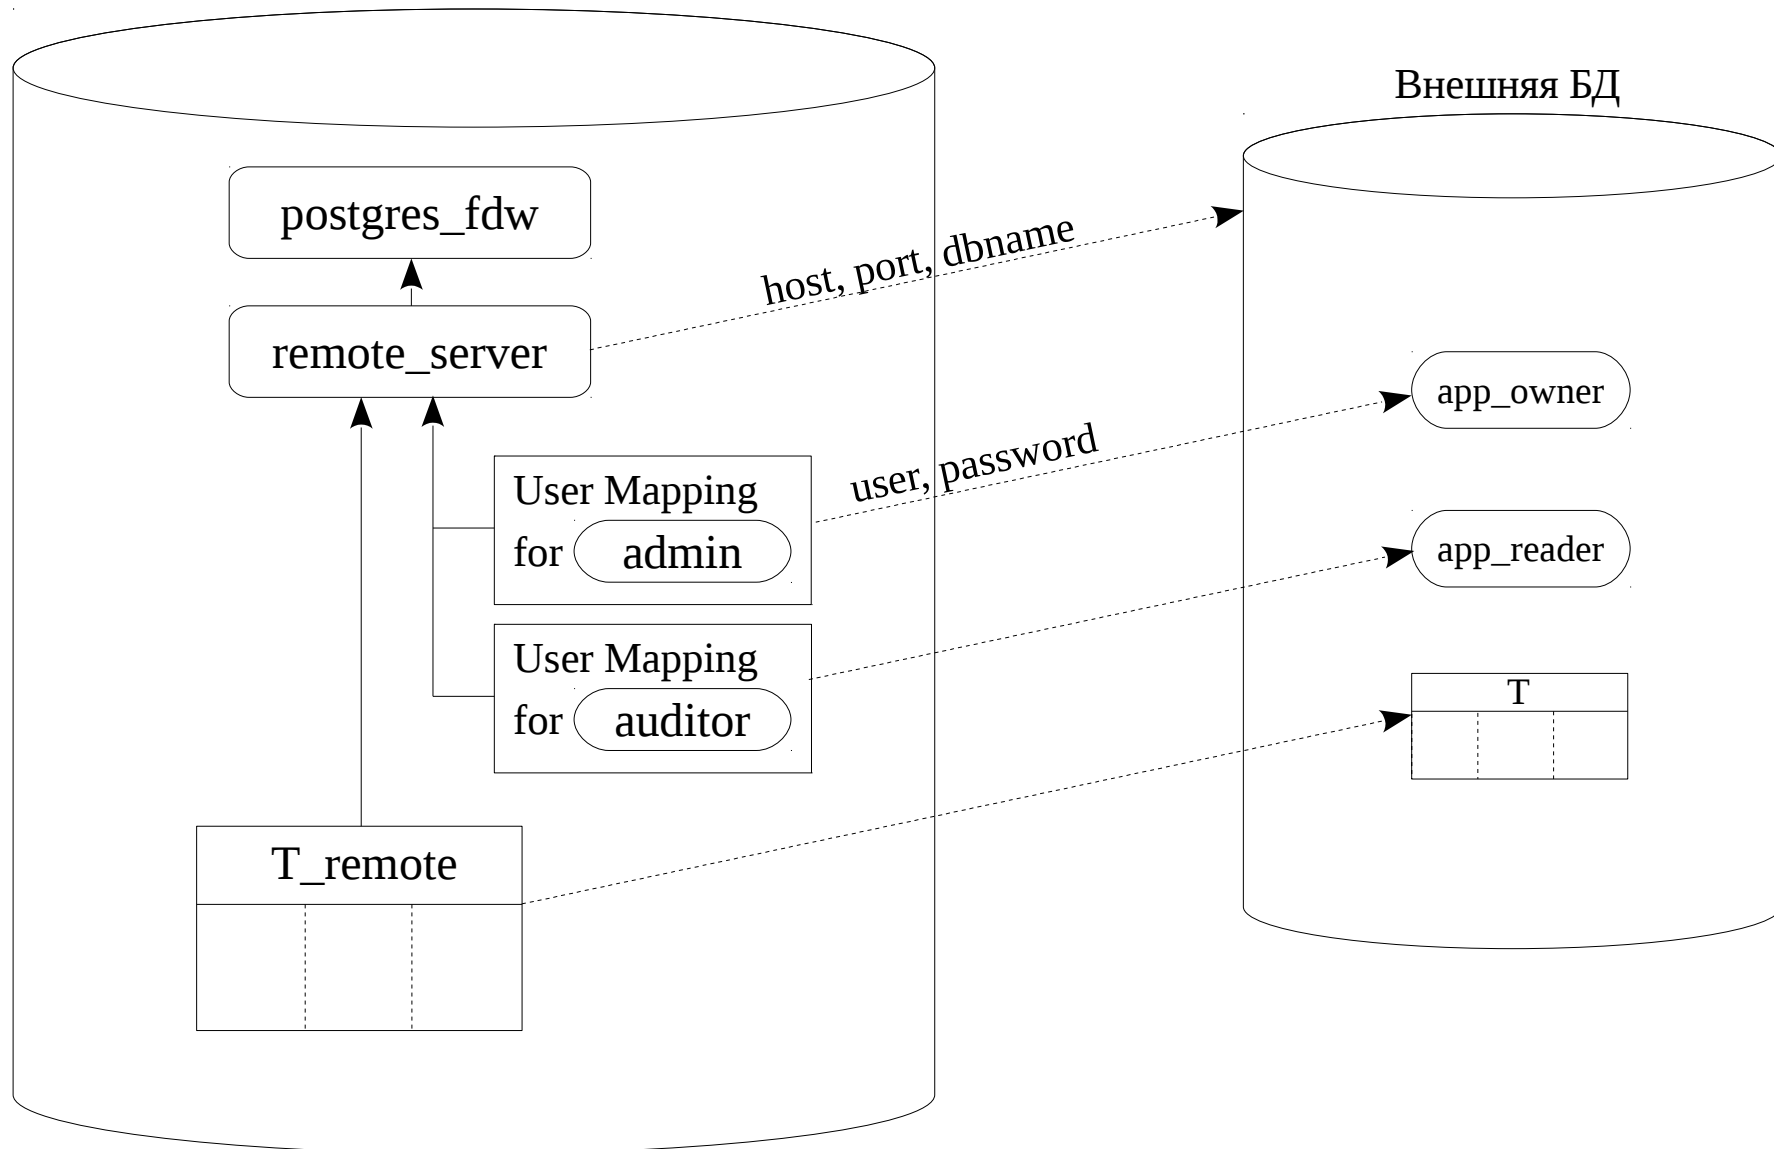 Внешняя БД
postgres_fdw
host, port, dbname
remote_server
app_owner
user, password
User Mapping
for admin
app_reader
User Mapping
for auditor
T
T_remote